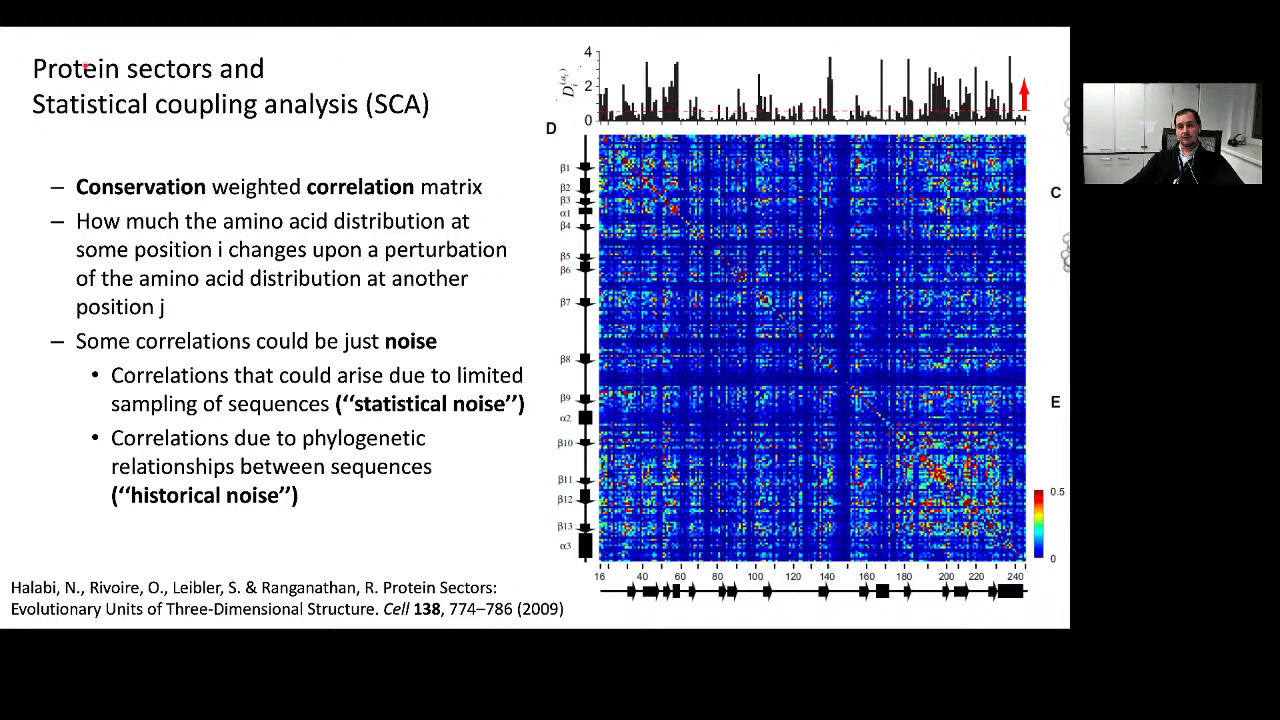 Protein sectors and
Statistical coupling analysis (SCA)
– Conservation weighted correlation matrix
– How much the amino acid distribution at
some position i changes upon a perturbation
of the amino acid distribution at another
position j
– Some correlations could be just noise
• Correlations that could arise due to limited
sampling of sequences (‘‘statistical noise’’)
• Correlations due to phylogenetic
relationships between sequences
(‘‘historical noise’’)
Halabi, N., Rivoire, O., Leibler, S. & Ranganathan, R. Protein Sectors:
Evolutionary Units of Three-Dimensional Structure. Cell 138, 774–786 (2009)
4
2
0
D
β1
β2
β3
α1
β4
β5
β6
β7
β8
β9
α2
β10
β11
β12
β13
α3
16 40 60 80 100 120 140 160 180 200 220 240
C
E
0.5
0